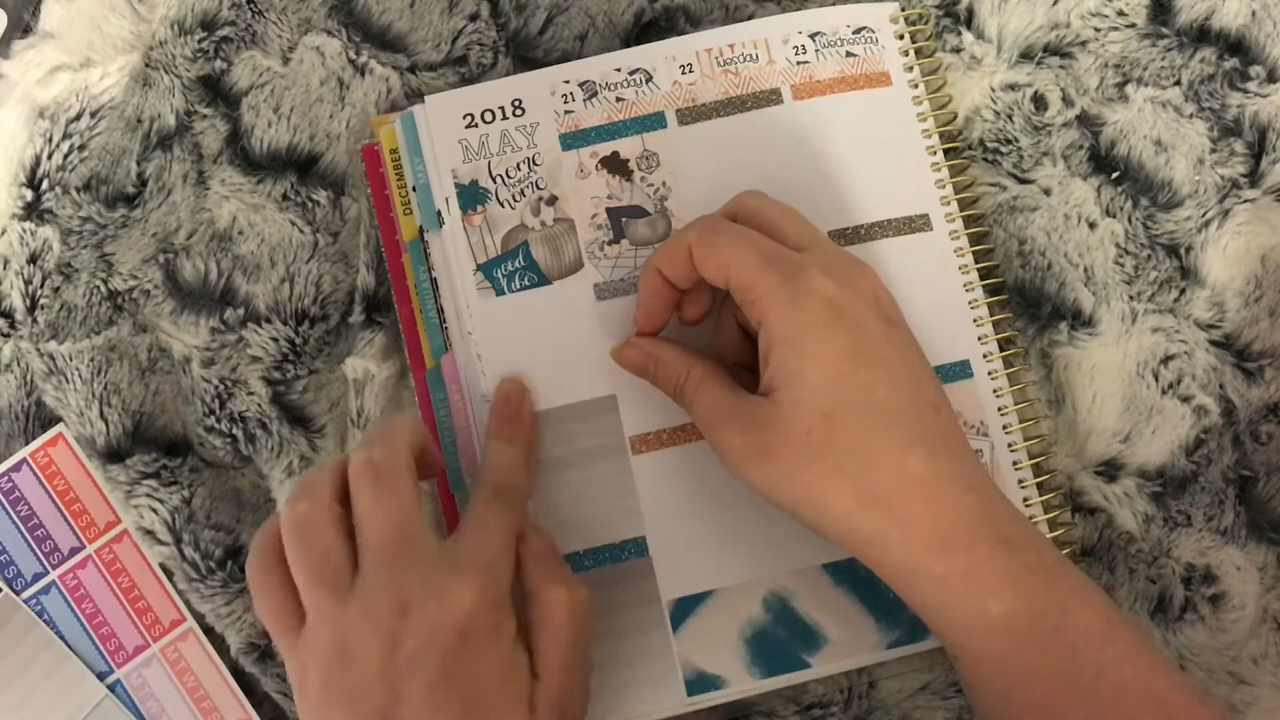 2018
MAY
21 Monday
22 Tuesday
23 Wednesday
home
home
good
vibes
DECEMBER
MAY
JANUARY
MTWTFSS
MTWTFSS
MTWTFSS
MTWTFSS